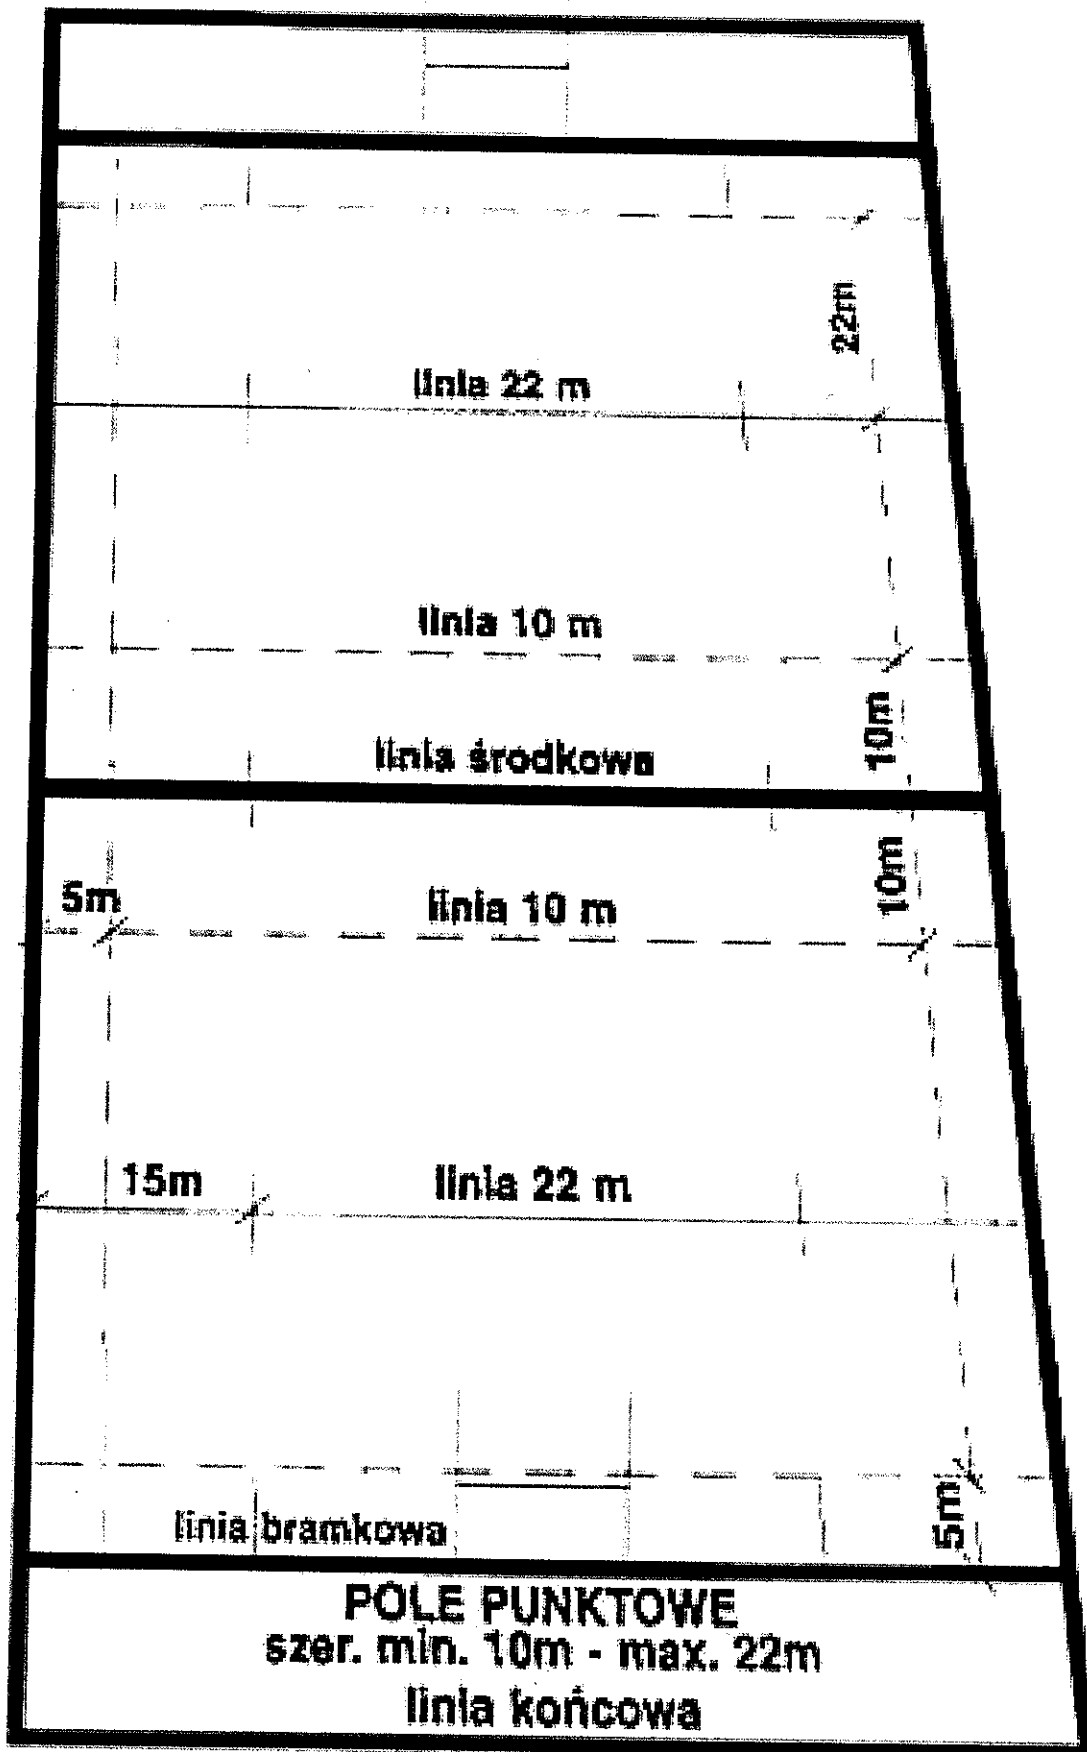 22m
linia 22 m
linia 10 m
10m
linia środkowa
10m
5m
linia 10 m
15m
linia 22 m
5m
linia bramkowa
POLE PUNKTOWE
szer. min. 10m - max. 22m
linia końcowa